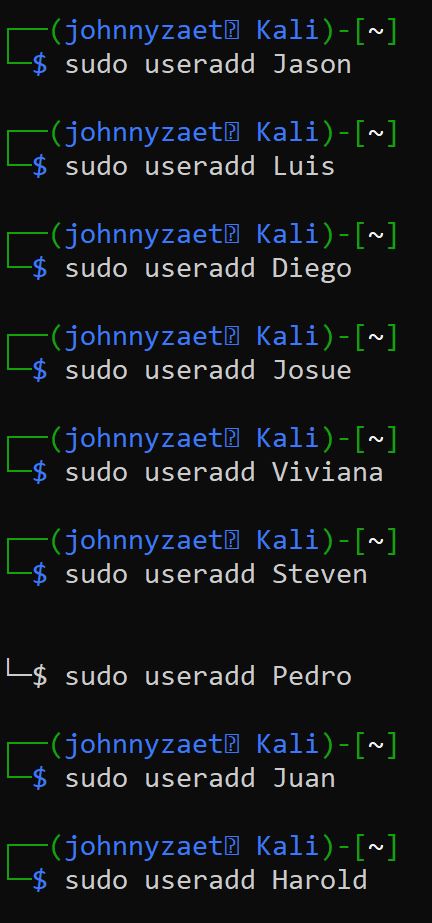 ┌──(johnnyzaet㉿ Kali)-[~]
└─$ sudo useradd Jason
┌──(johnnyzaet㉿ Kali)-[~]
└─$ sudo useradd Luis
┌──(johnnyzaet㉿ Kali)-[~]
└─$ sudo useradd Diego
┌──(johnnyzaet㉿ Kali)-[~]
└─$ sudo useradd Josue
┌──(johnnyzaet㉿ Kali)-[~]
└─$ sudo useradd Viviana
┌──(johnnyzaet㉿ Kali)-[~]
└─$ sudo useradd Steven
└─$ sudo useradd Pedro
┌──(johnnyzaet㉿ Kali)-[~]
└─$ sudo useradd Juan
┌──(johnnyzaet㉿ Kali)-[~]
└─$ sudo useradd Harold